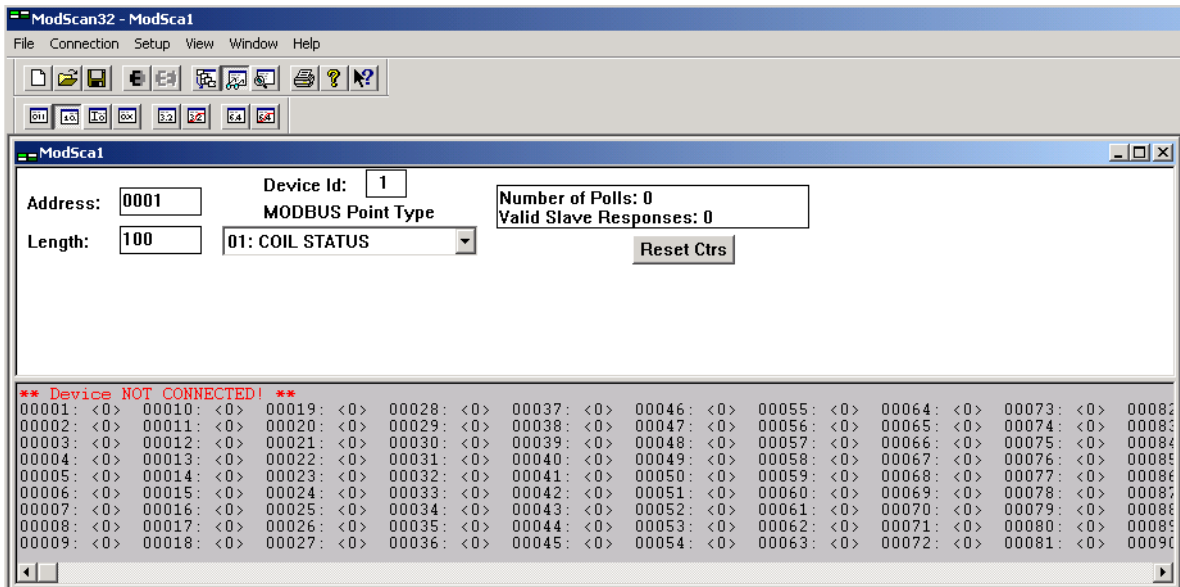 ModScan32 - ModSca1
File Connection Setup View Window Help
ModSca1
Address: 0001
Device Id: 1
MODBUS Point Type
Length: 100
01: COIL STATUS
Number of Polls: 0
Valid Slave Responses: 0
Reset Ctrs
** Device NOT CONNECTED! **
00001: <0> 00010: <0> 00019: <0> 00028: <0> 00037: <0> 00046: <0> 00055: <0> 00064: <0> 00073: <0> 00082
00002: <0> 00011: <0> 00020: <0> 00029: <0> 00038: <0> 00047: <0> 00056: <0> 00065: <0> 00074: <0> 00083
00003: <0> 00012: <0> 00021: <0> 00030: <0> 00039: <0> 00048: <0> 00057: <0> 00066: <0> 00075: <0> 00084
00004: <0> 00013: <0> 00022: <0> 00031: <0> 00040: <0> 00049: <0> 00058: <0> 00067: <0> 00076: <0> 00085
00005: <0> 00014: <0> 00023: <0> 00032: <0> 00041: <0> 00050: <0> 00059: <0> 00068: <0> 00077: <0> 00086
00006: <0> 00015: <0> 00024: <0> 00033: <0> 00042: <0> 00051: <0> 00060: <0> 00069: <0> 00078: <0> 00087
00007: <0> 00016: <0> 00025: <0> 00034: <0> 00043: <0> 00052: <0> 00061: <0> 00070: <0> 00079: <0> 00088
00008: <0> 00017: <0> 00026: <0> 00035: <0> 00044: <0> 00053: <0> 00062: <0> 00071: <0> 00080: <0> 00089
00009: <0> 00018: <0> 00027: <0> 00036: <0> 00045: <0> 00054: <0> 00063: <0> 00072: <0> 00081: <0> 00090